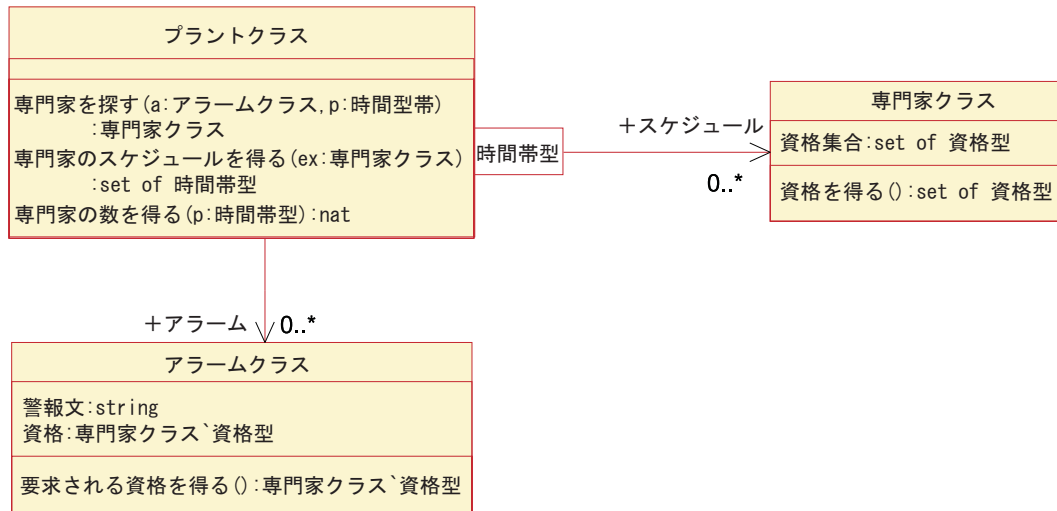 プラントクラス
専門家を探す(a:アラームクラス,p:時間型帯)
:専門家クラス
専門家のスケジュールを得る(ex:専門家クラス)
:set of 時間帯型
専門家の数を得る(p:時間帯型):nat
時間帯型
+スケジュール
0..*
専門家クラス
資格集合:set of 資格型
資格を得る():set of 資格型
+アラーム
0..*
アラームクラス
警報文:string
資格:専門家クラス`資格型
要求される資格を得る():専門家クラス`資格型